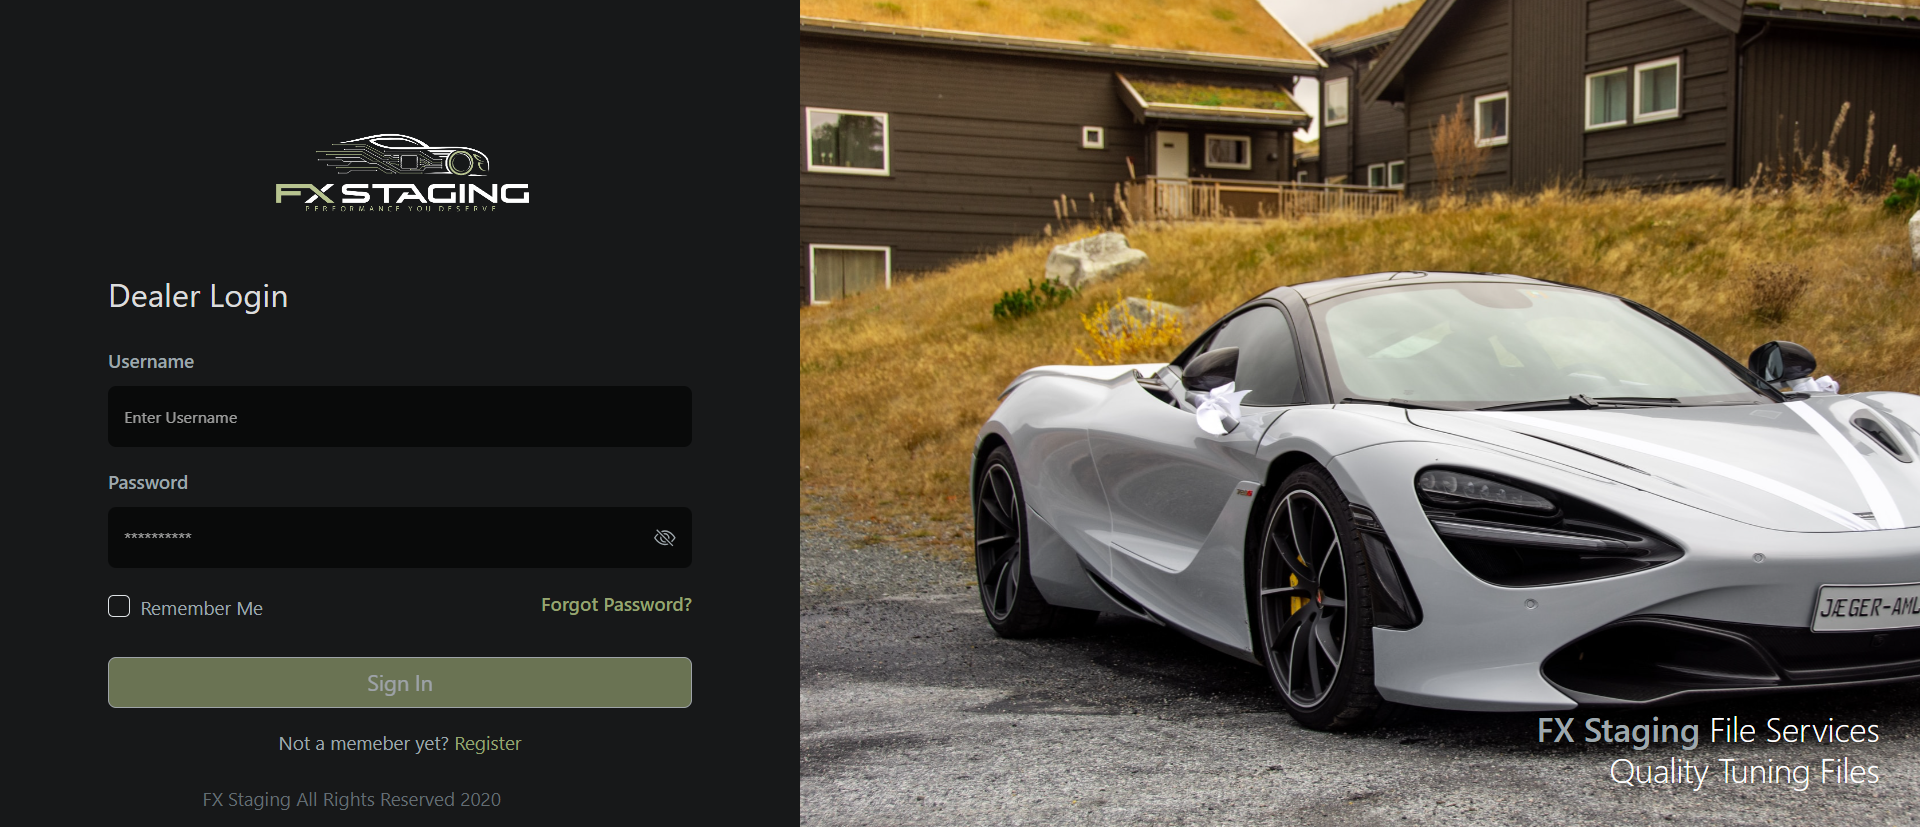 FX STAGING
PERFORMANCE YOU DESERVE
Dealer Login
Username
Enter Username
Password
**********
Remember Me
Forgot Password?
Sign In
Not a memeber yet? Register
FX Staging All Rights Reserved 2020
JÆGER-AML
FX Staging File Services
Quality Tuning Files